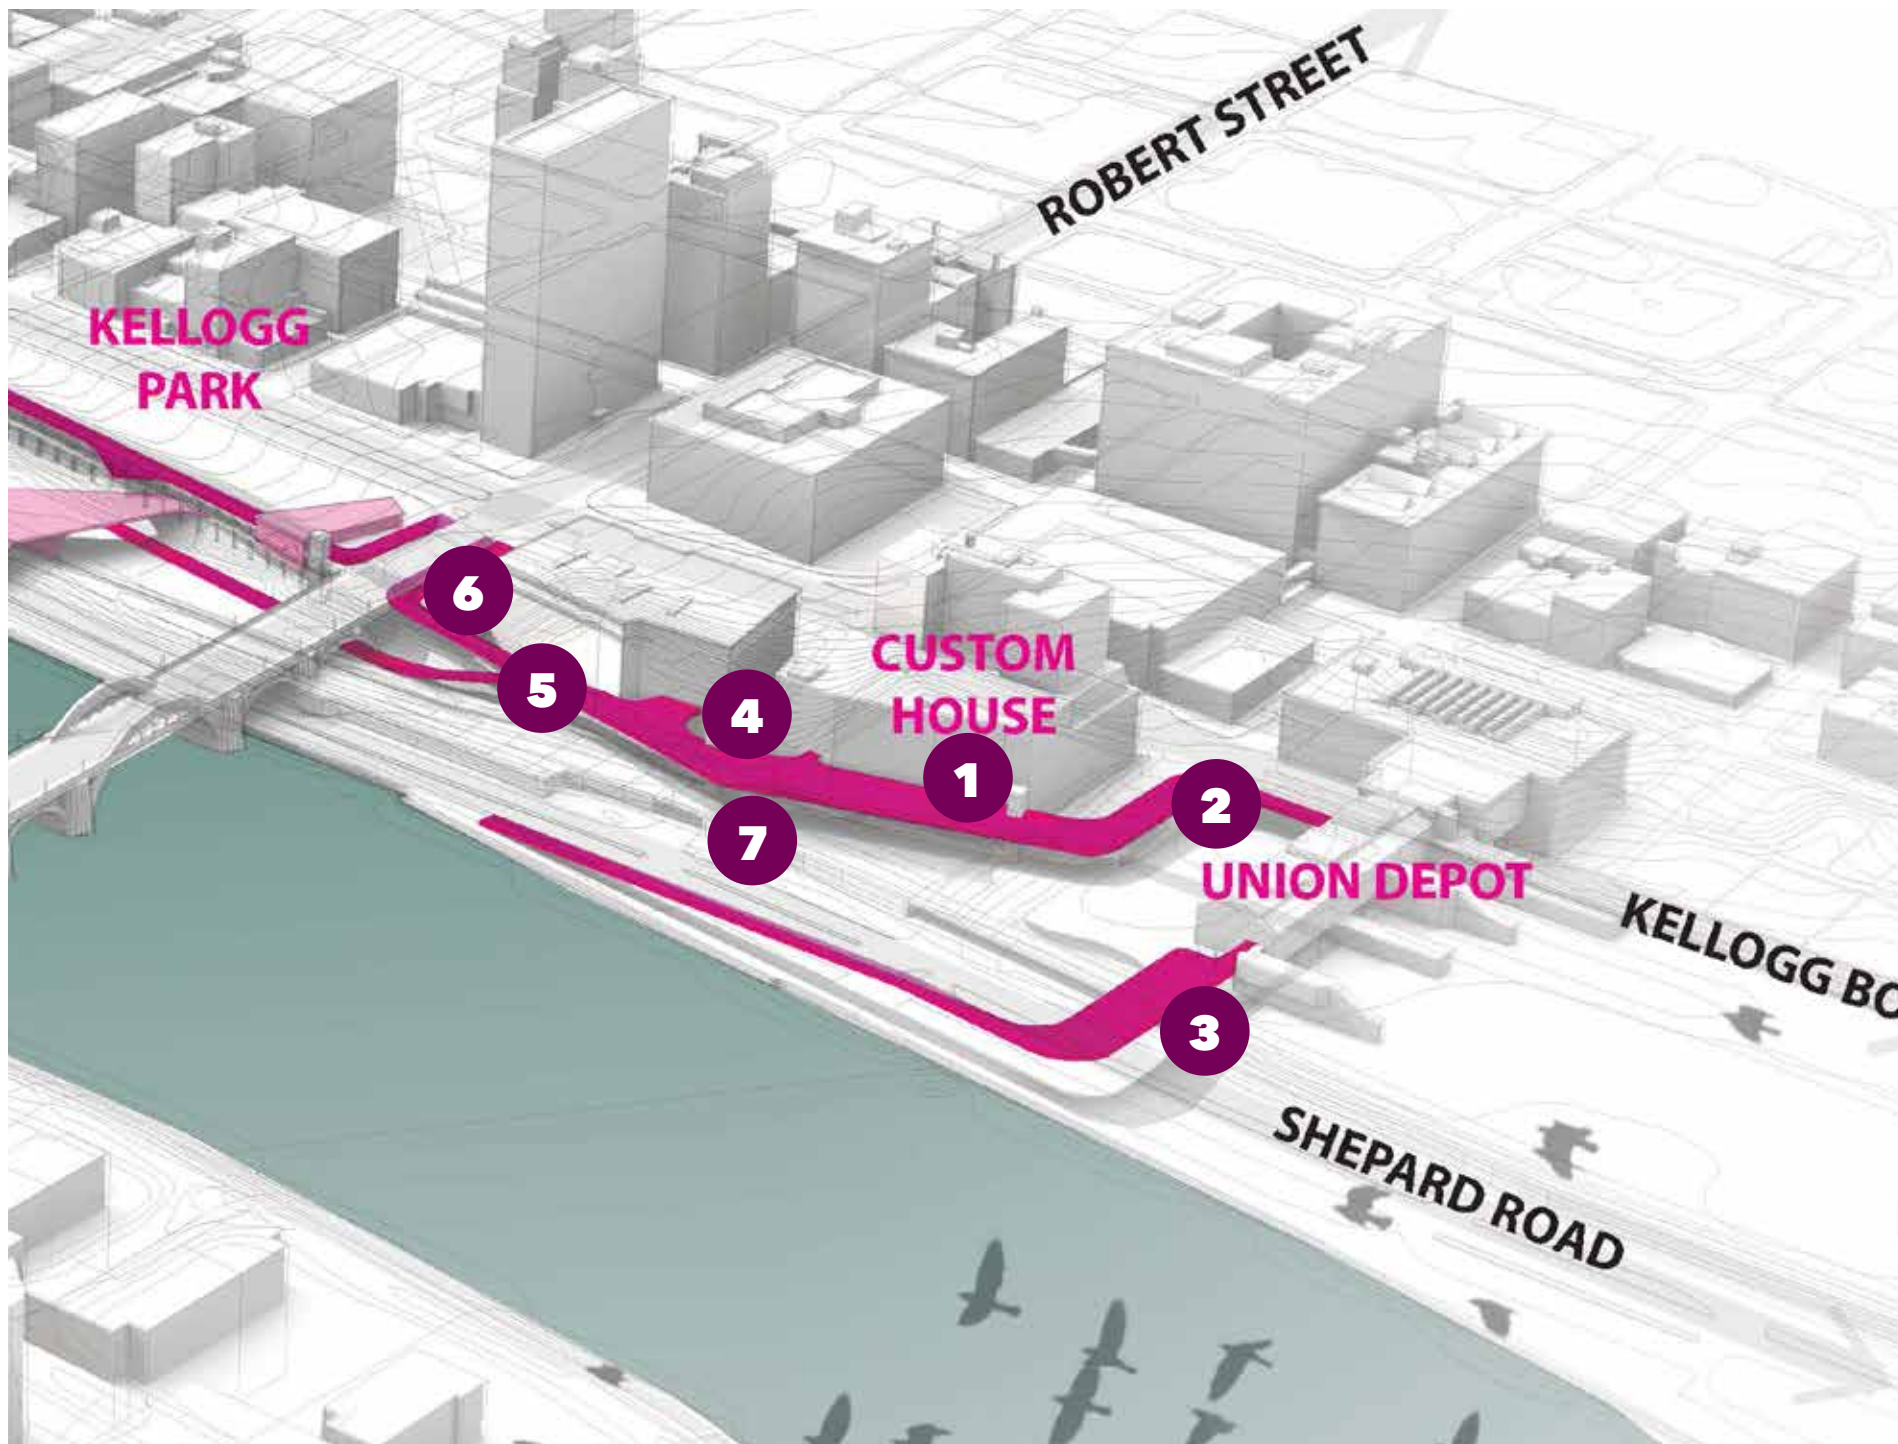 ROBERT STREET
KELLOGG
PARK
6
CUSTOM
HOUSE
5
4
1
2
7
UNION DEPOT
KELLOGG BO
3
SHEPARD ROAD